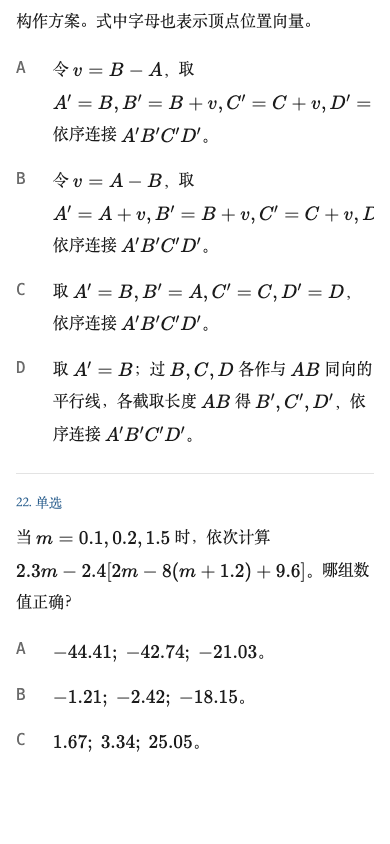 构作方案。式中字母也表示顶点位置向量。
A 令 v = B − A，取
A′ = B, B′ = B + v, C′ = C + v, D′ =
依序连接 A′B′C′D′。
B 令 v = A − B，取
A′ = A + v, B′ = B + v, C′ = C + v, D
依序连接 A′B′C′D′。
C 取 A′ = B, B′ = A, C′ = C, D′ = D，
依序连接 A′B′C′D′。
D 取 A′ = B；过 B, C, D 各作与 AB 同向的
平行线，各截取长度 AB 得 B′, C′, D′，依
序连接 A′B′C′D′。
22. 单选
当 m = 0.1, 0.2, 1.5 时，依次计算
2.3m − 2.4[2m − 8(m + 1.2) + 9.6]。哪组数
值正确？
A −44.41; −42.74; −21.03。
B −1.21; −2.42; −18.15。
C 1.67; 3.34; 25.05。